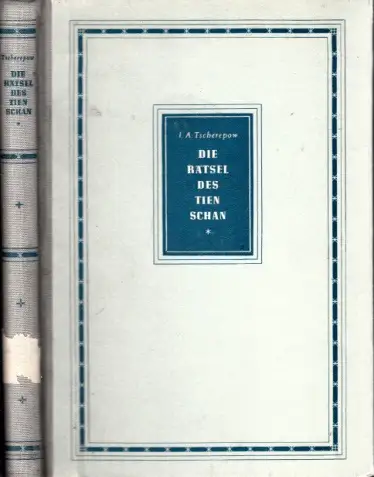 Tscherepow
DIE
RÄTSEL
DES
TIEN
SCHAN
*
I. A. Tscherepow
DIE
RÄTSEL
DES
TIEN
SCHAN
*